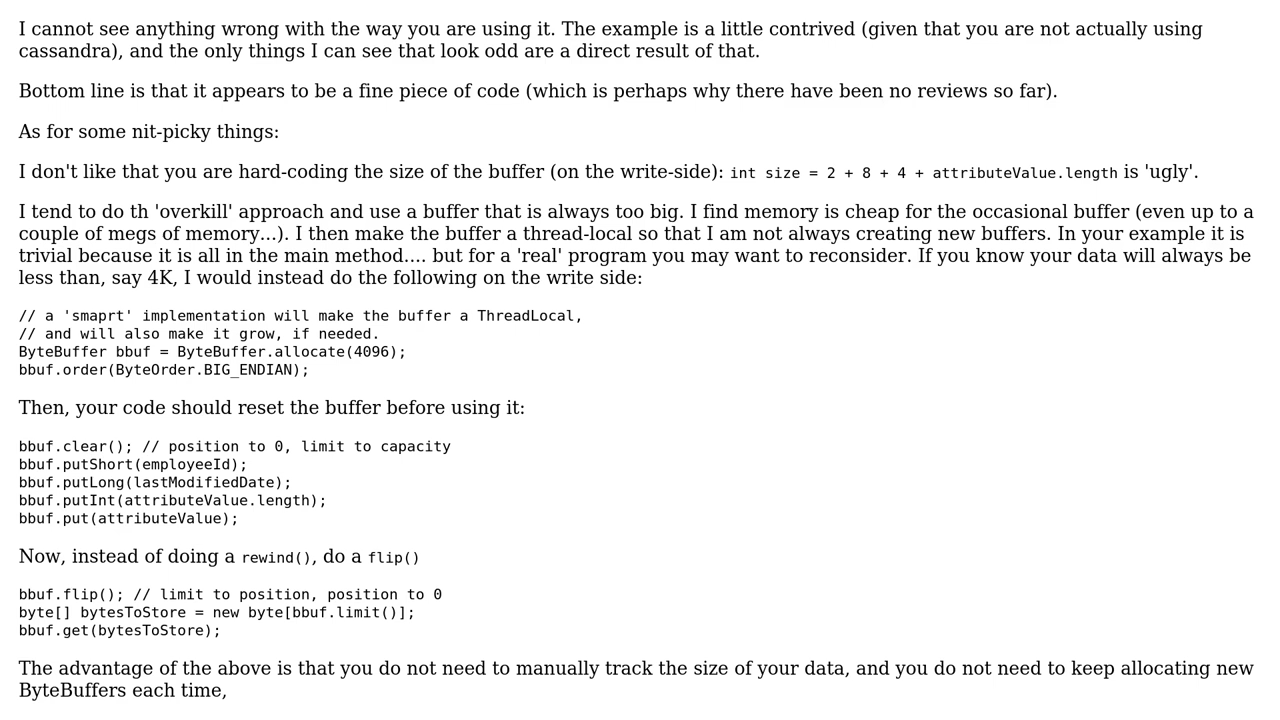 I cannot see anything wrong with the way you are using it. The example is a little contrived (given that you are not actually using
cassandra), and the only things I can see that look odd are a direct result of that.
Bottom line is that it appears to be a fine piece of code (which is perhaps why there have been no reviews so far).
As for some nit-picky things:
I don't like that you are hard-coding the size of the buffer (on the write-side): int size = 2 + 8 + 4 + attributeValue.length is 'ugly'.
I tend to do th 'overkill' approach and use a buffer that is always too big. I find memory is cheap for the occasional buffer (even up to a
couple of megs of memory...). I then make the buffer a thread-local so that I am not always creating new buffers. In your example it is
trivial because it is all in the main method.... but for a 'real' program you may want to reconsider. If you know your data will always be
less than, say 4K, I would instead do the following on the write side:
// a 'smaprt' implementation will make the buffer a ThreadLocal,
// and will also make it grow, if needed.
ByteBuffer bbuf = ByteBuffer.allocate(4096);
bbuf.order(ByteOrder.BIG_ENDIAN);
Then, your code should reset the buffer before using it:
bbuf.clear(); // position to 0, limit to capacity
bbuf.putShort(employeeId);
bbuf.putLong(lastModifiedDate);
bbuf.putInt(attributeValue.length);
bbuf.put(attributeValue);
Now, instead of doing a rewind(), do a flip()
bbuf.flip(); // limit to position, position to 0
byte[] bytesToStore = new byte[bbuf.limit()];
bbuf.get(bytesToStore);
The advantage of the above is that you do not need to manually track the size of your data, and you do not need to keep allocating new
ByteBuffers each time,